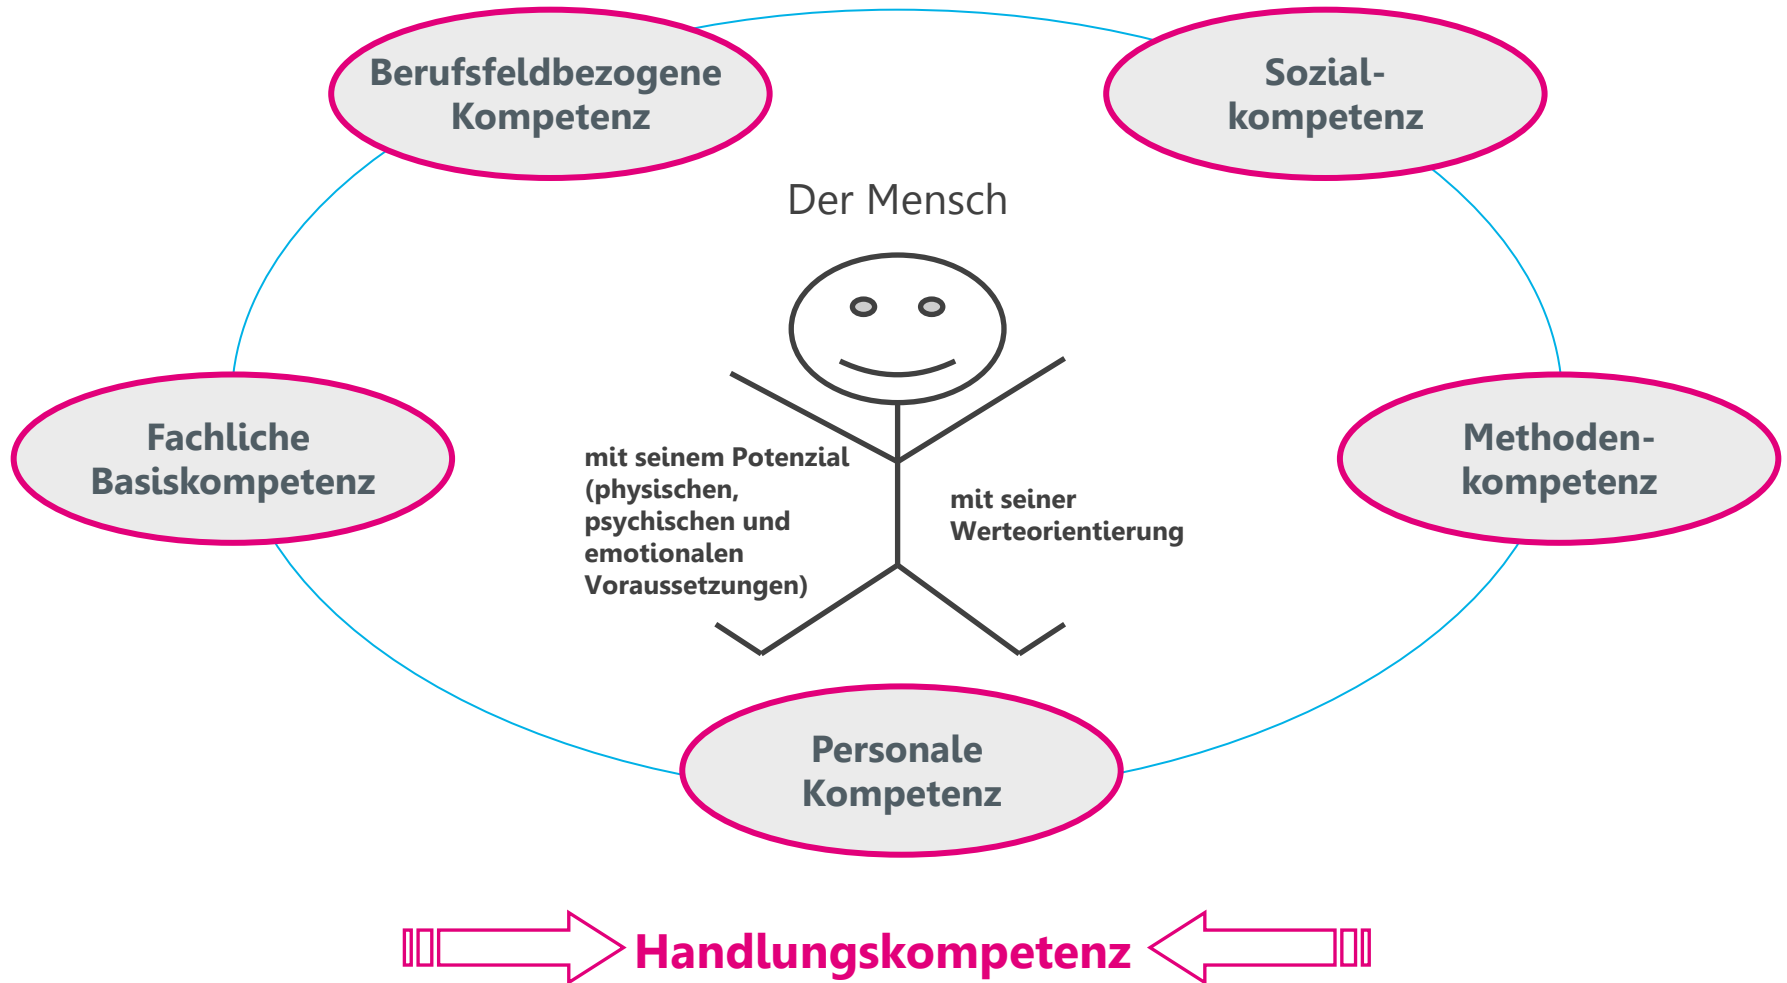 Berufsfeldbezogene
Kompetenz
Sozial-
kompetenz
Der Mensch
Fachliche
Basiskompetenz
mit seinem Potenzial
(physischen,
psychischen und
emotionalen
Voraussetzungen)
mit seiner
Werteorientierung
Methoden-
kompetenz
Personale
Kompetenz
Handlungskompetenz